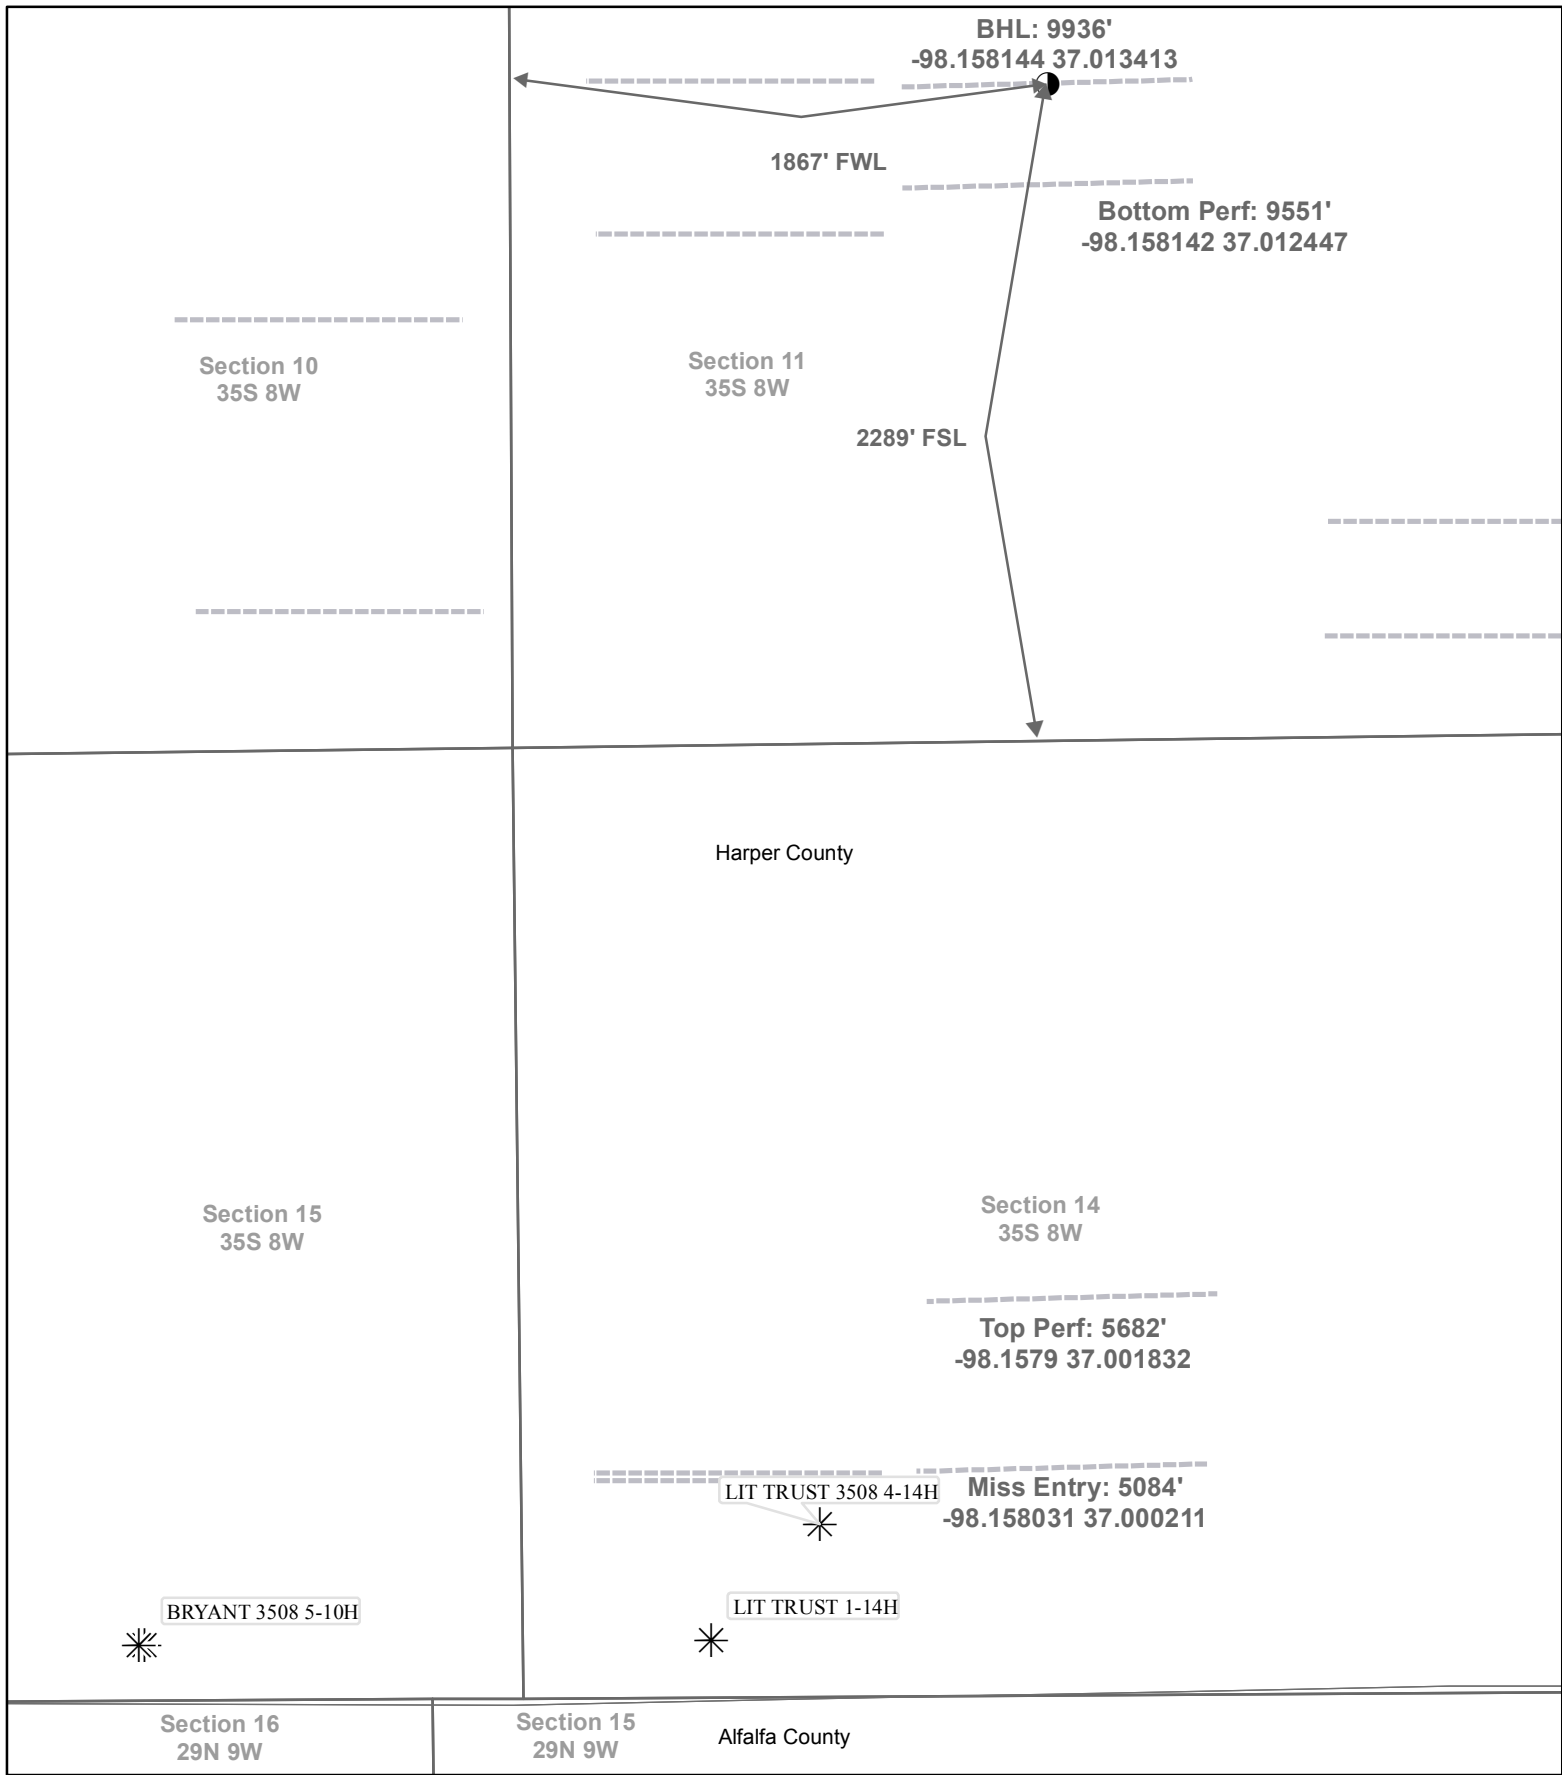 BHL: 9936'
-98.158144 37.013413
1867' FWL
Bottom Perf: 9551'
-98.158142 37.012447
Section 10
35S 8W
Section 11
35S 8W
2289' FSL
Harper County
Section 15
35S 8W
Section 14
35S 8W
Top Perf: 5682'
-98.1579 37.001832
LIT TRUST 3508 4-14H
Miss Entry: 5084'
-98.158031 37.000211
BRYANT 3508 5-10H
LIT TRUST 1-14H
Section 16
29N 9W
Section 15
29N 9W
Alfalfa County